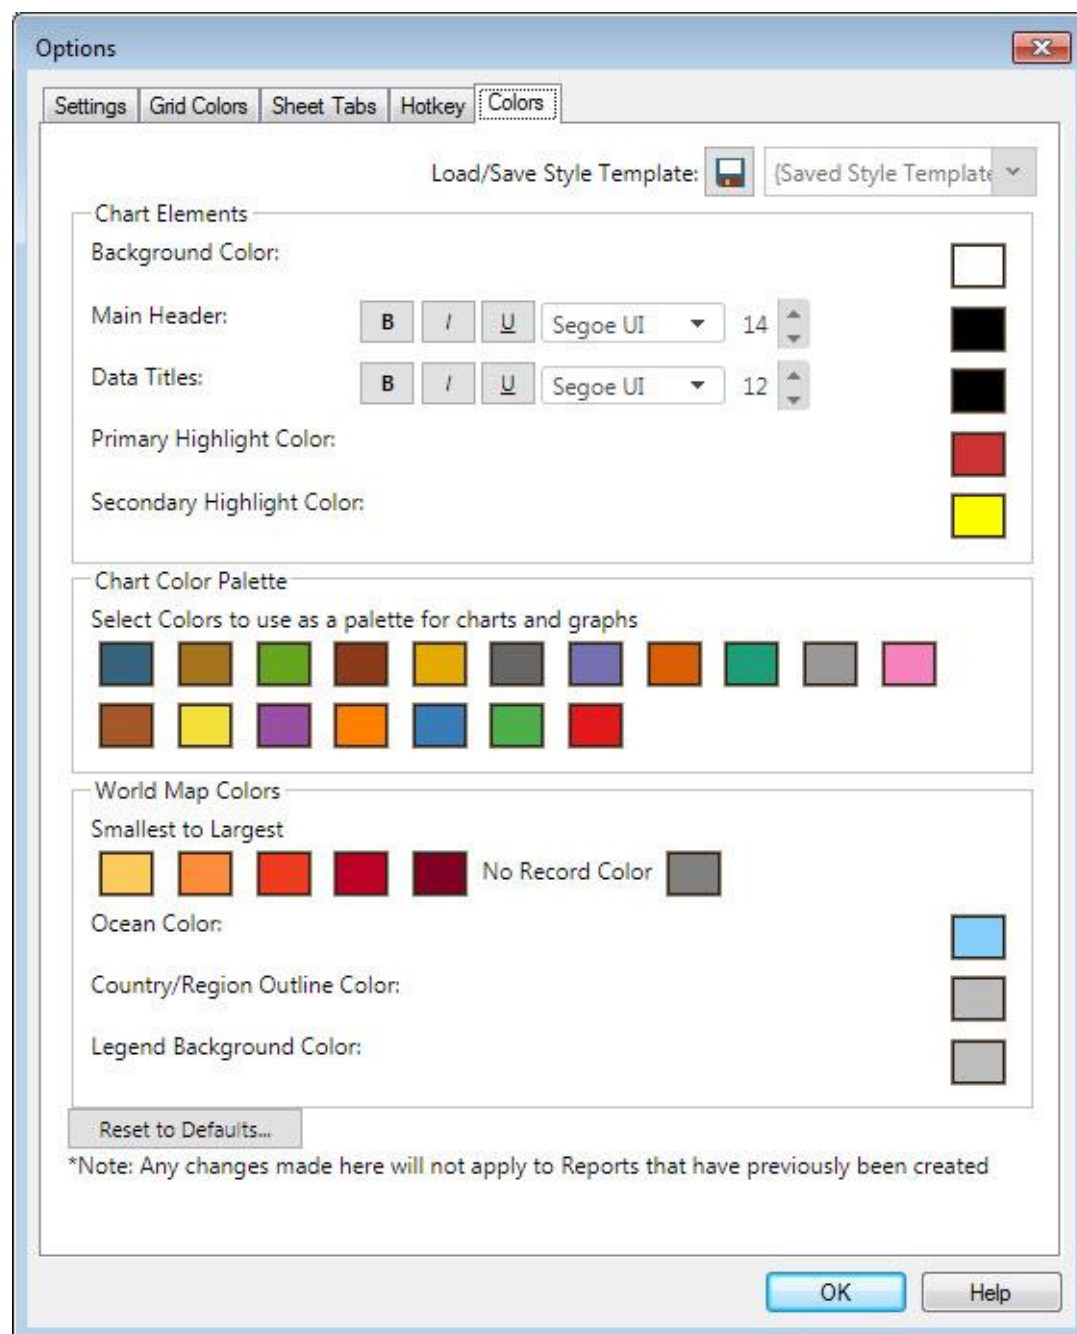 Options
Settings Grid Colors Sheet Tabs Hotkey Colors
Load/Save Style Template: {Saved Style Template
Chart Elements
Background Color:
Main Header: B I U Segoe UI 14
Data Titles: B I U Segoe UI 12
Primary Highlight Color:
Secondary Highlight Color:
Chart Color Palette
Select Colors to use as a palette for charts and graphs
World Map Colors
Smallest to Largest
No Record Color
Ocean Color:
Country/Region Outline Color:
Legend Background Color:
Reset to Defaults...
*Note: Any changes made here will not apply to Reports that have previously been created
OK Help